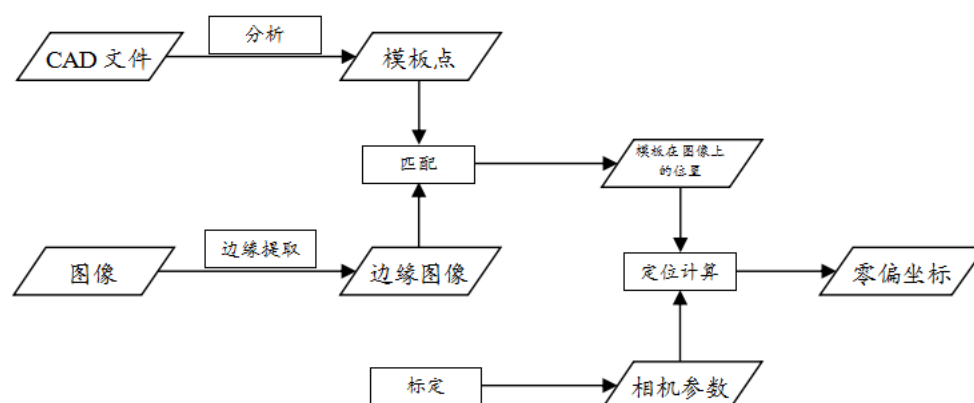 分析
CAD 文件
模板点
匹配
模板在图像上
的位置
边缘提取
图像
边缘图像
定位计算
零偏坐标
标定
相机参数